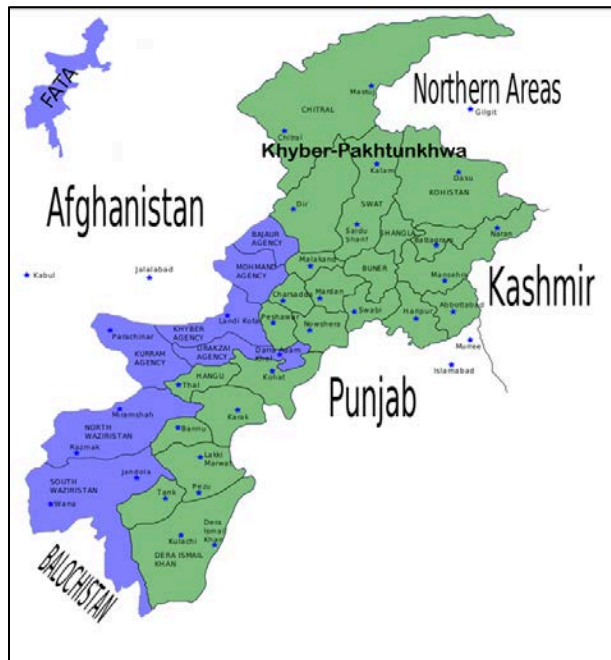 FATA
Northern Areas
Mastuj
CHITRAL
Gilgit
Chitral
Khyber-Pakhtunkhwa
Kalam
Dasu
KOHISTAN
Afghanistan
Dir
SWAT
SHANGLA
Saidu
Sharif
Naran
Battagram
BAJAUR
AGENCY
MOHMAND
AGENCY
Malakand
BUNER
Mansehra
Kashmir
Kabul
Jalalabad
Charsadda
Mardan
Swabi
Haripur
Abbottabad
Landi Kotal
Peshawar
Nowshera
Parachinar
KHYBER
AGENCY
Murree
KURRAM
AGENCY
ORAKZAI
AGENCY
Darra Adam
Khel
Islamabad
HANGU
Thal
Kohat
Punjab
Miramshah
Karak
NORTH
WAZIRISTAN
Bannu
Razmak
Lakki
Marwat
Jandola
SOUTH
WAZIRISTAN
Pezu
Tank
Wana
Dera
Ismail
Khan
Kulachi
DERA ISMAIL
KHAN
BALOCHISTAN